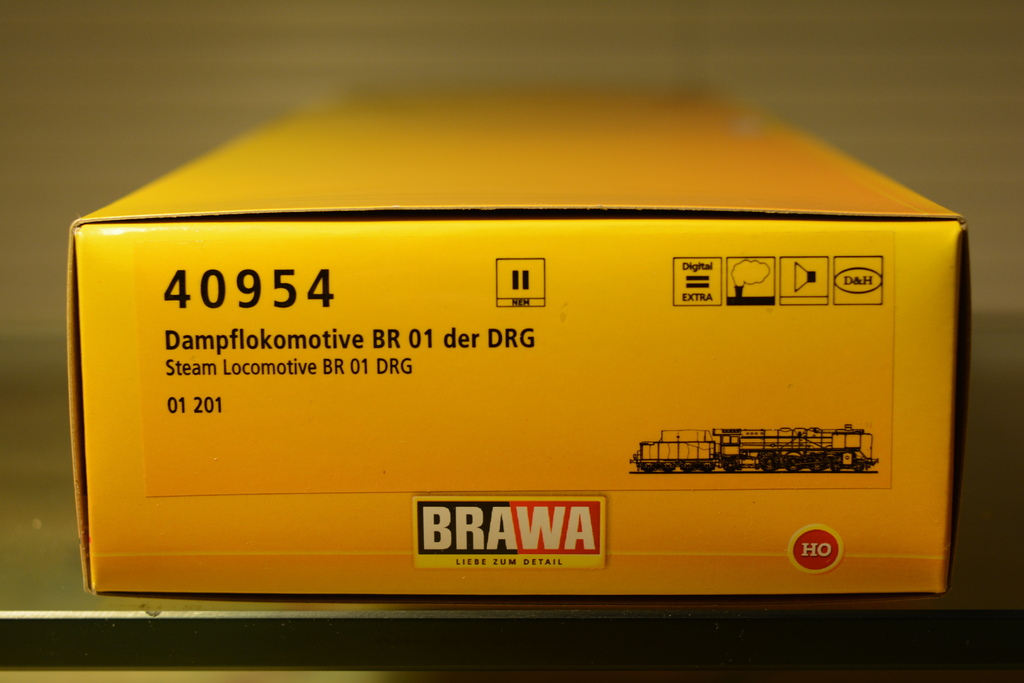 40954
II
NEM
Digital
EXTRA
D&H
Dampflokomotive BR 01 der DRG
Steam Locomotive BR 01 DRG
01 201
BRAWA
LIEBE ZUM DETAIL
HO